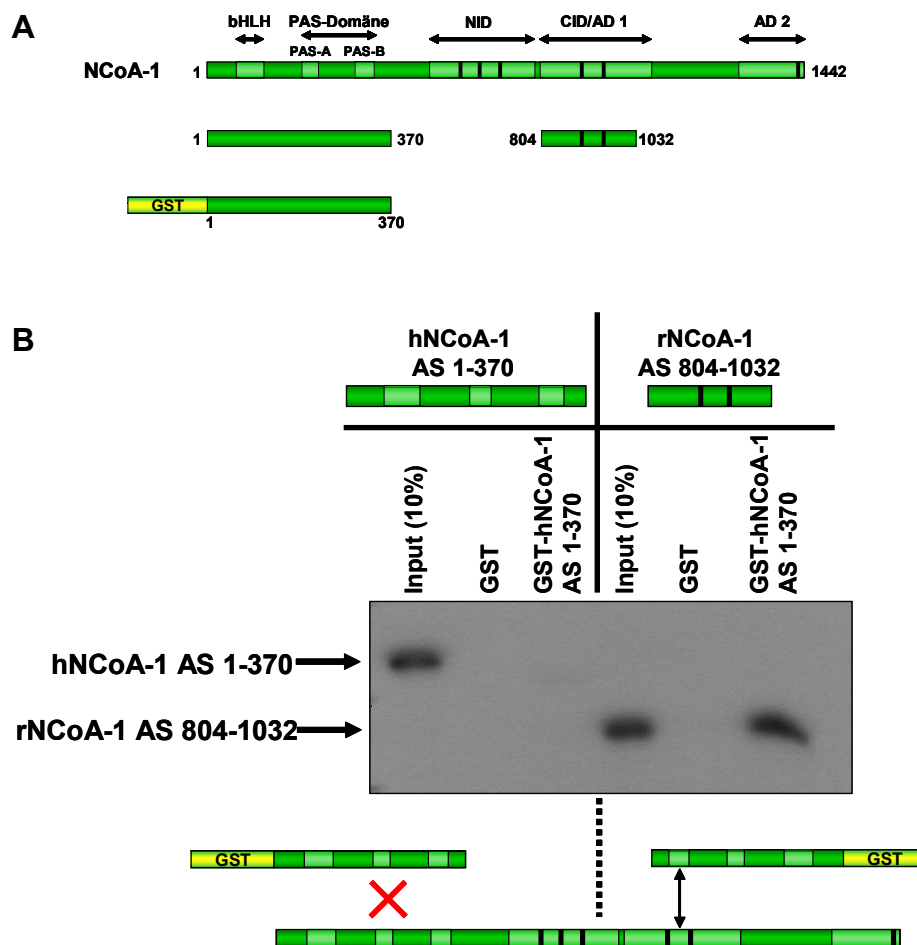 A
bHLH
PAS-Domäne
NID
CID/AD 1
AD 2
PAS-A
PAS-B
NCoA-1
1
1442
1
370
804
1032
GST
1
370
B
hNCoA-1
AS 1-370
rNCoA-1
AS 804-1032
Input (10%)
GST
GST-hNCoA-1
AS 1-370
Input (10%)
GST
GST-hNCoA-1
AS 1-370
hNCoA-1 AS 1-370
rNCoA-1 AS 804-1032
GST
GST